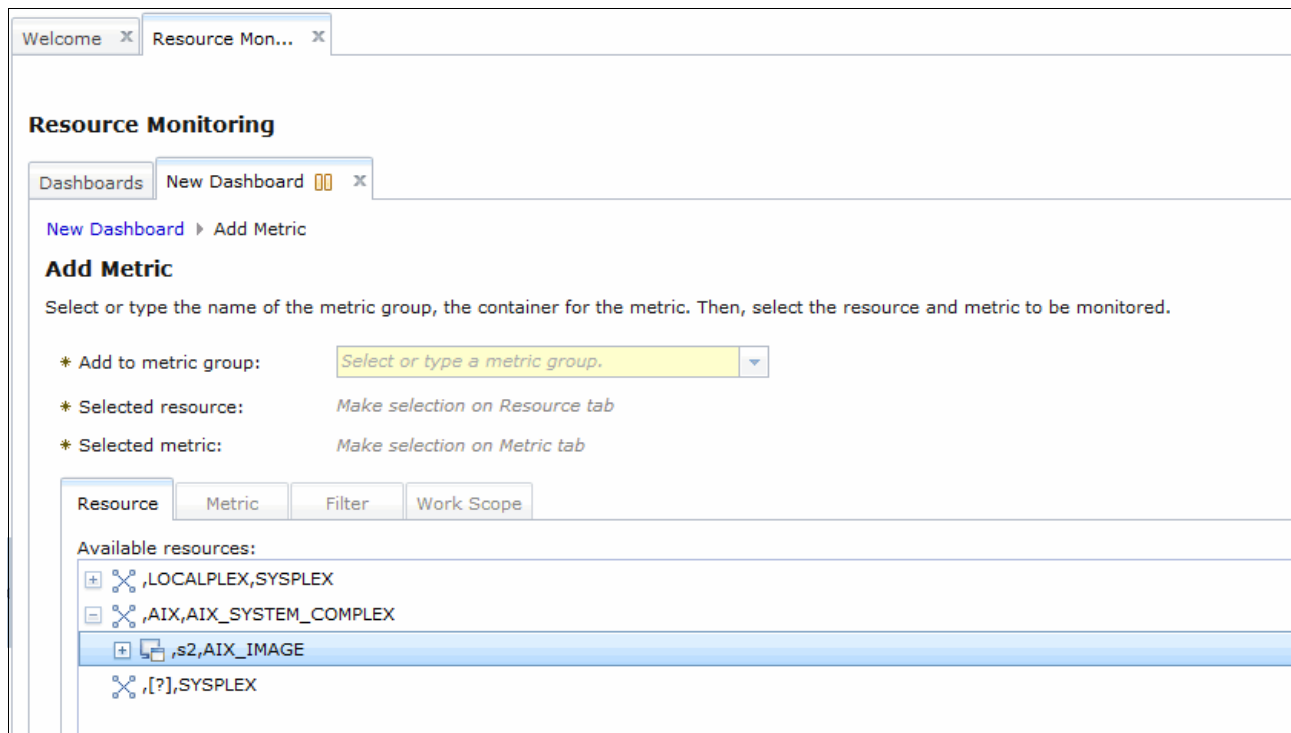 Welcome x Resource Mon... x
Resource Monitoring
Dashboards New Dashboard x
New Dashboard Add Metric
Add Metric
Select or type the name of the metric group, the container for the metric. Then, select the resource and metric to be monitored.
* Add to metric group: Select or type a metric group.
* Selected resource: Make selection on Resource tab
* Selected metric: Make selection on Metric tab
Resource Metric Filter Work Scope
Available resources:
,LOCALPLEX,SYSPLEX
,AIX,AIX_SYSTEM_COMPLEX
,s2,AIX_IMAGE
,[?],SYSPLEX